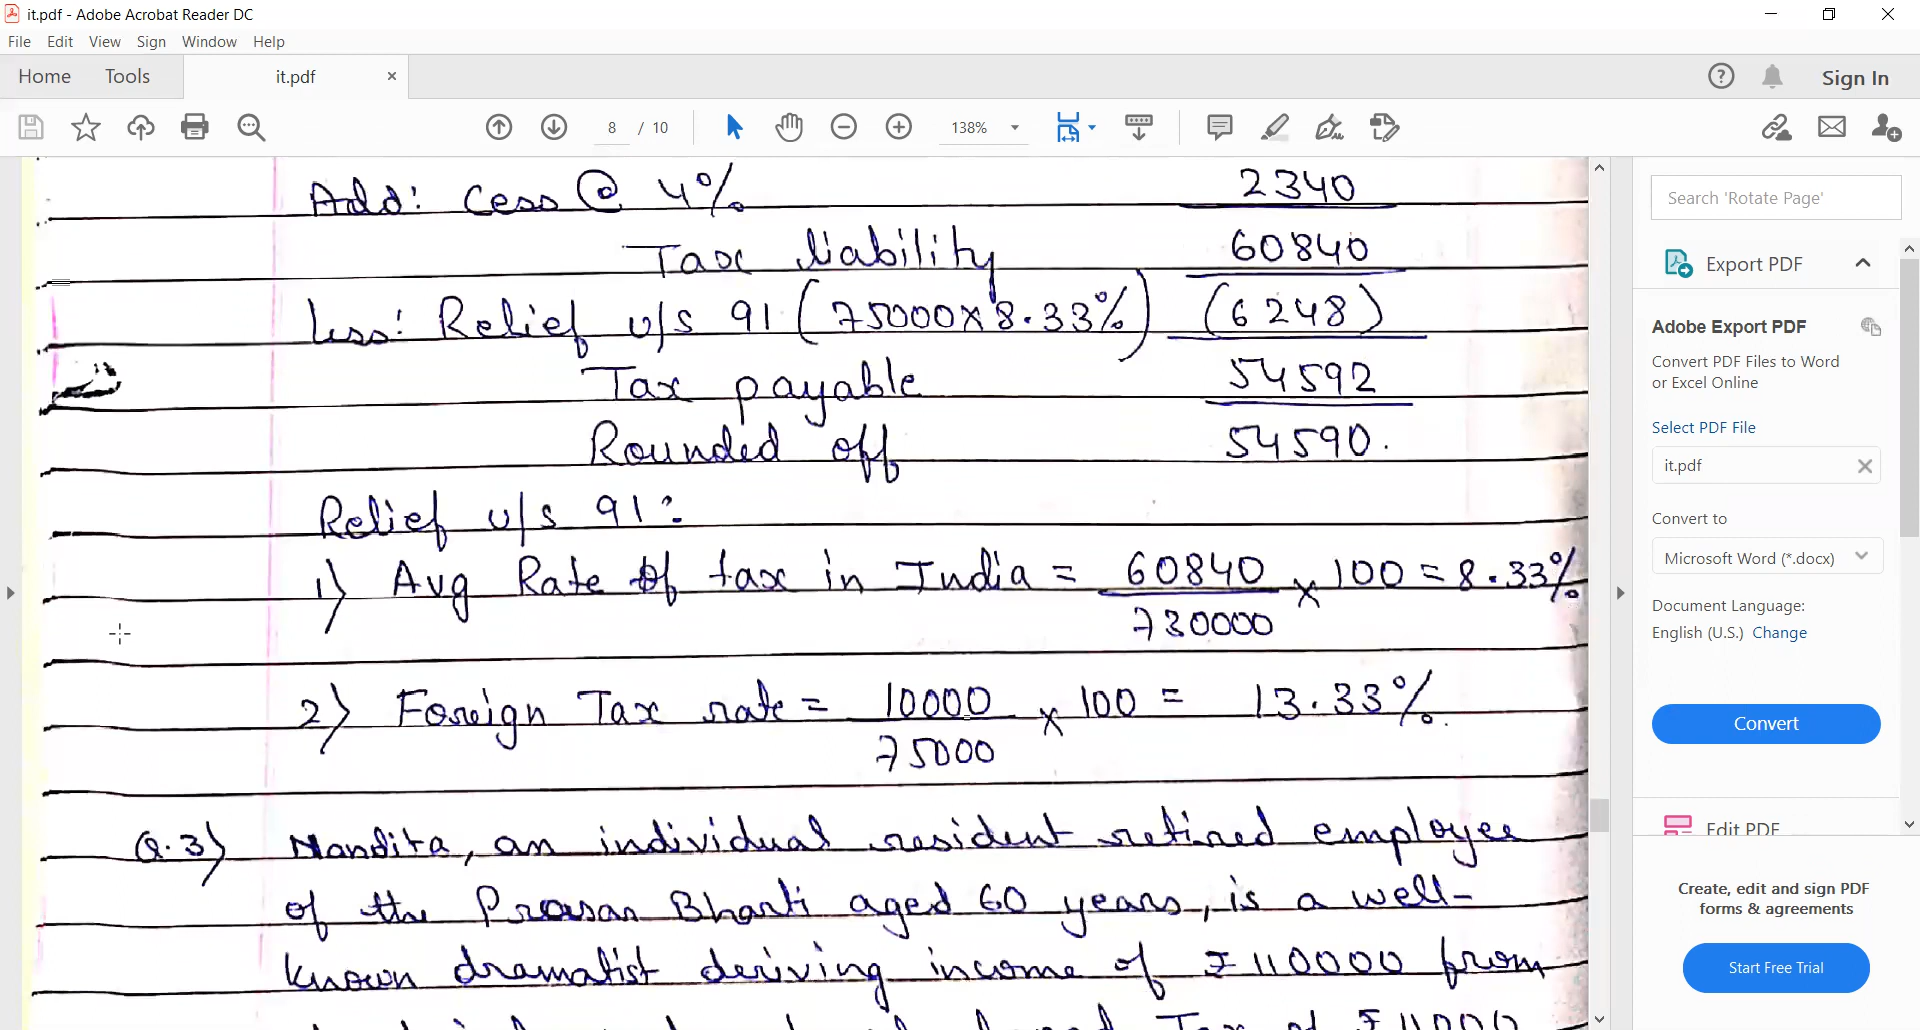 it.pdf - Adobe Acrobat Reader DC
File Edit View Sign Window Help
Home Tools it.pdf × Sign In
8 / 10 138%
Add: Cess @ 4% 2340
Tax liability 60840
Less: Relief u/s 91 (75000×8.33%) (6248)
Tax payable 54592
Rounded off 54590.
Relief u/s 91:
1) Avg Rate of tax in India = 60840 × 100 = 8.33%
730000
2) Foreign Tax rate = 10000 × 100 = 13.33%.
75000
Q.3) Nandita, an individual resident retired employee
of the Prasar Bharti aged 60 years, is a well-
known dramatist deriving income of ₹110000 from
Tax of ₹11000
Search 'Rotate Page'
Export PDF
Adobe Export PDF
Convert PDF Files to Word
or Excel Online
Select PDF File
it.pdf
Convert to
Microsoft Word (*.docx)
Document Language:
English (U.S.) Change
Convert
Edit PDF
Create, edit and sign PDF
forms & agreements
Start Free Trial